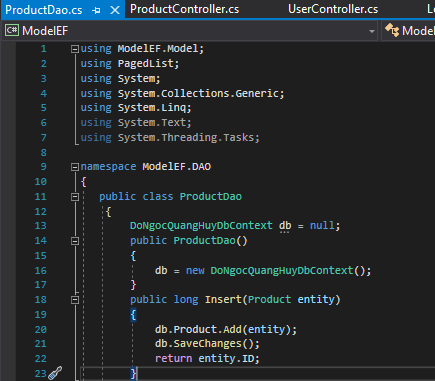 ProductDao.cs ProductController.cs UserController.cs
C# ModelEF Model
1 using ModelEF.Model;
2 using PagedList;
3 using System;
4 using System.Collections.Generic;
5 using System.Linq;
6 using System.Text;
7 using System.Threading.Tasks;
8
9 namespace ModelEF.DAO
10 {
11 public class ProductDao
12 {
13 DoNgocQuangHuyDbContext db = null;
14 public ProductDao()
15 {
16 db = new DoNgocQuangHuyDbContext();
17 }
18 public long Insert(Product entity)
19 {
20 db.Product.Add(entity);
21 db.SaveChanges();
22 return entity.ID;
23 }